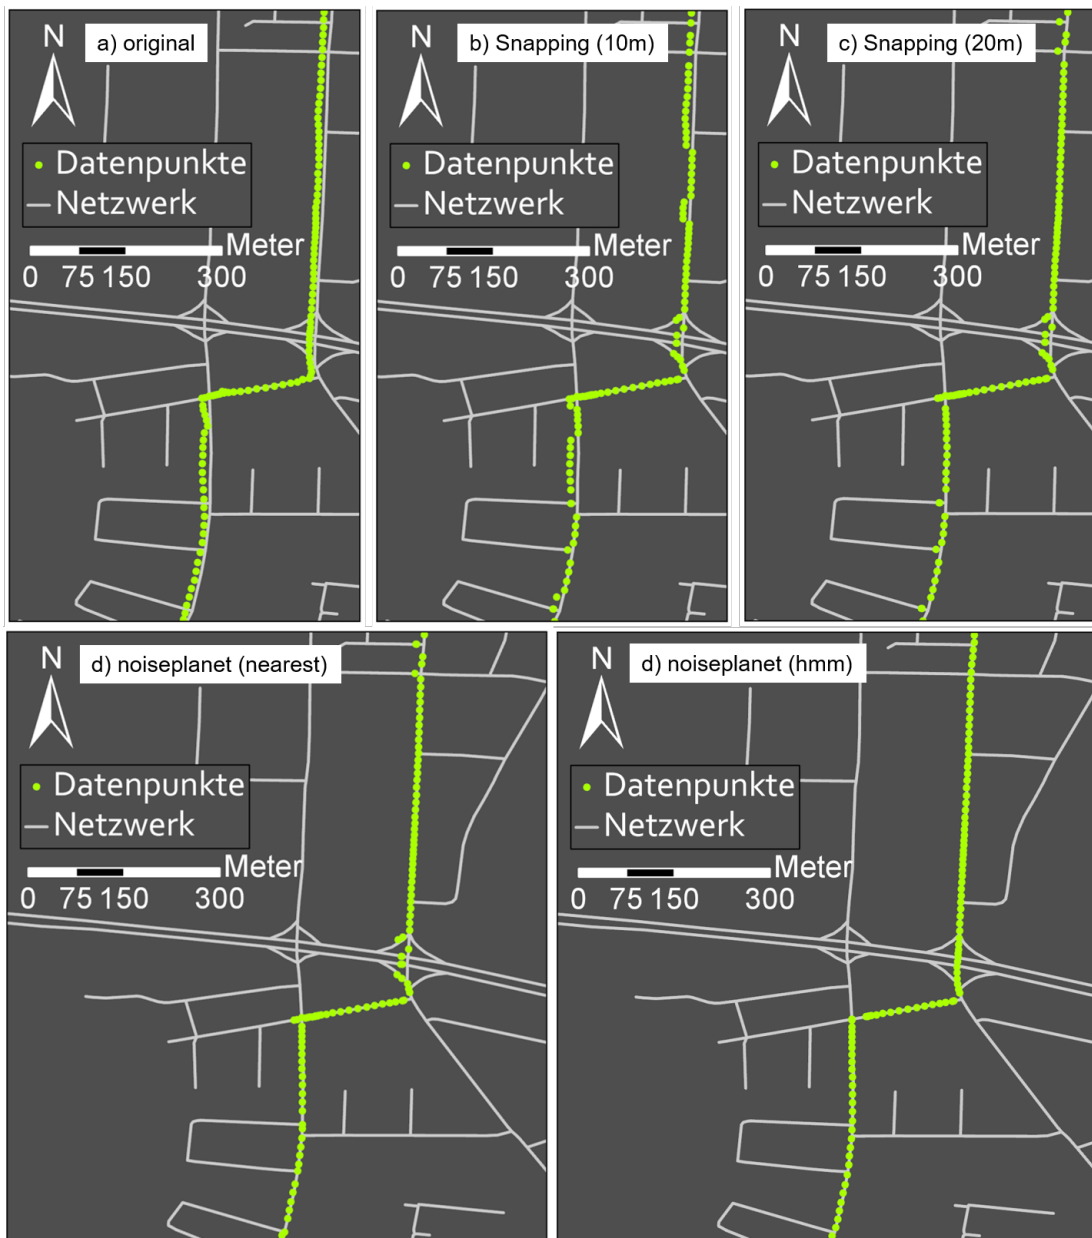 a) original
N
Datenpunkte
Netzwerk
Meter
0 75 150 300
b) Snapping (10m)
N
Datenpunkte
Netzwerk
Meter
0 75 150 300
c) Snapping (20m)
N
Datenpunkte
Netzwerk
Meter
0 75 150 300
d) noiseplanet (nearest)
N
Datenpunkte
Netzwerk
Meter
0 75 150 300
d) noiseplanet (hmm)
N
Datenpunkte
Netzwerk
Meter
0 75 150 300